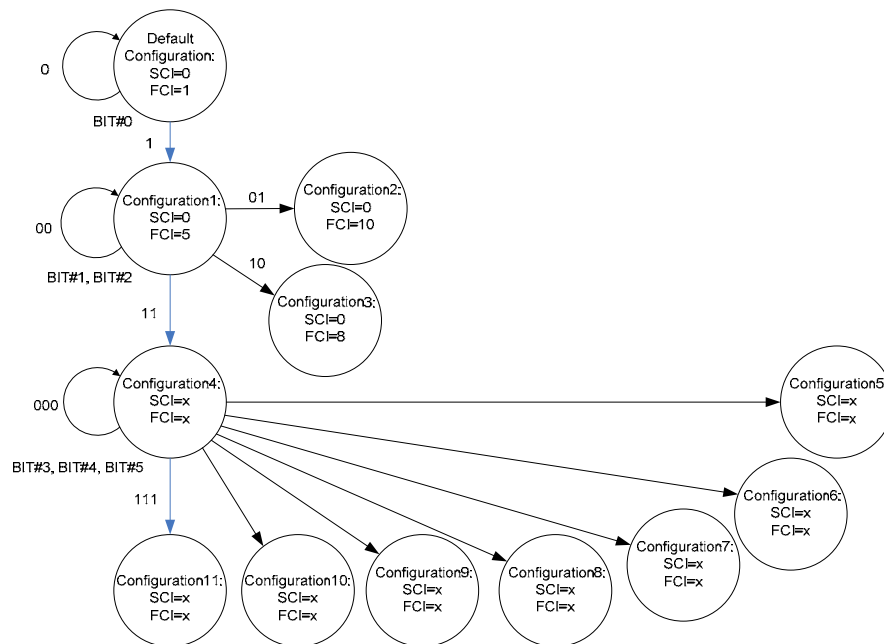 Default
Configuration:
SCI=0
FCI=1
0
BIT#0
1
Configuration1:
SCI=0
FCI=5
00
BIT#1, BIT#2
01
Configuration2:
SCI=0
FCI=10
10
Configuration3:
SCI=0
FCI=8
11
Configuration4:
SCI=x
FCI=x
000
BIT#3, BIT#4, BIT#5
111
Configuration5:
SCI=x
FCI=x
Configuration6:
SCI=x
FCI=x
Configuration7:
SCI=x
FCI=x
Configuration8:
SCI=x
FCI=x
Configuration9:
SCI=x
FCI=x
Configuration10:
SCI=x
FCI=x
Configuration11:
SCI=x
FCI=x